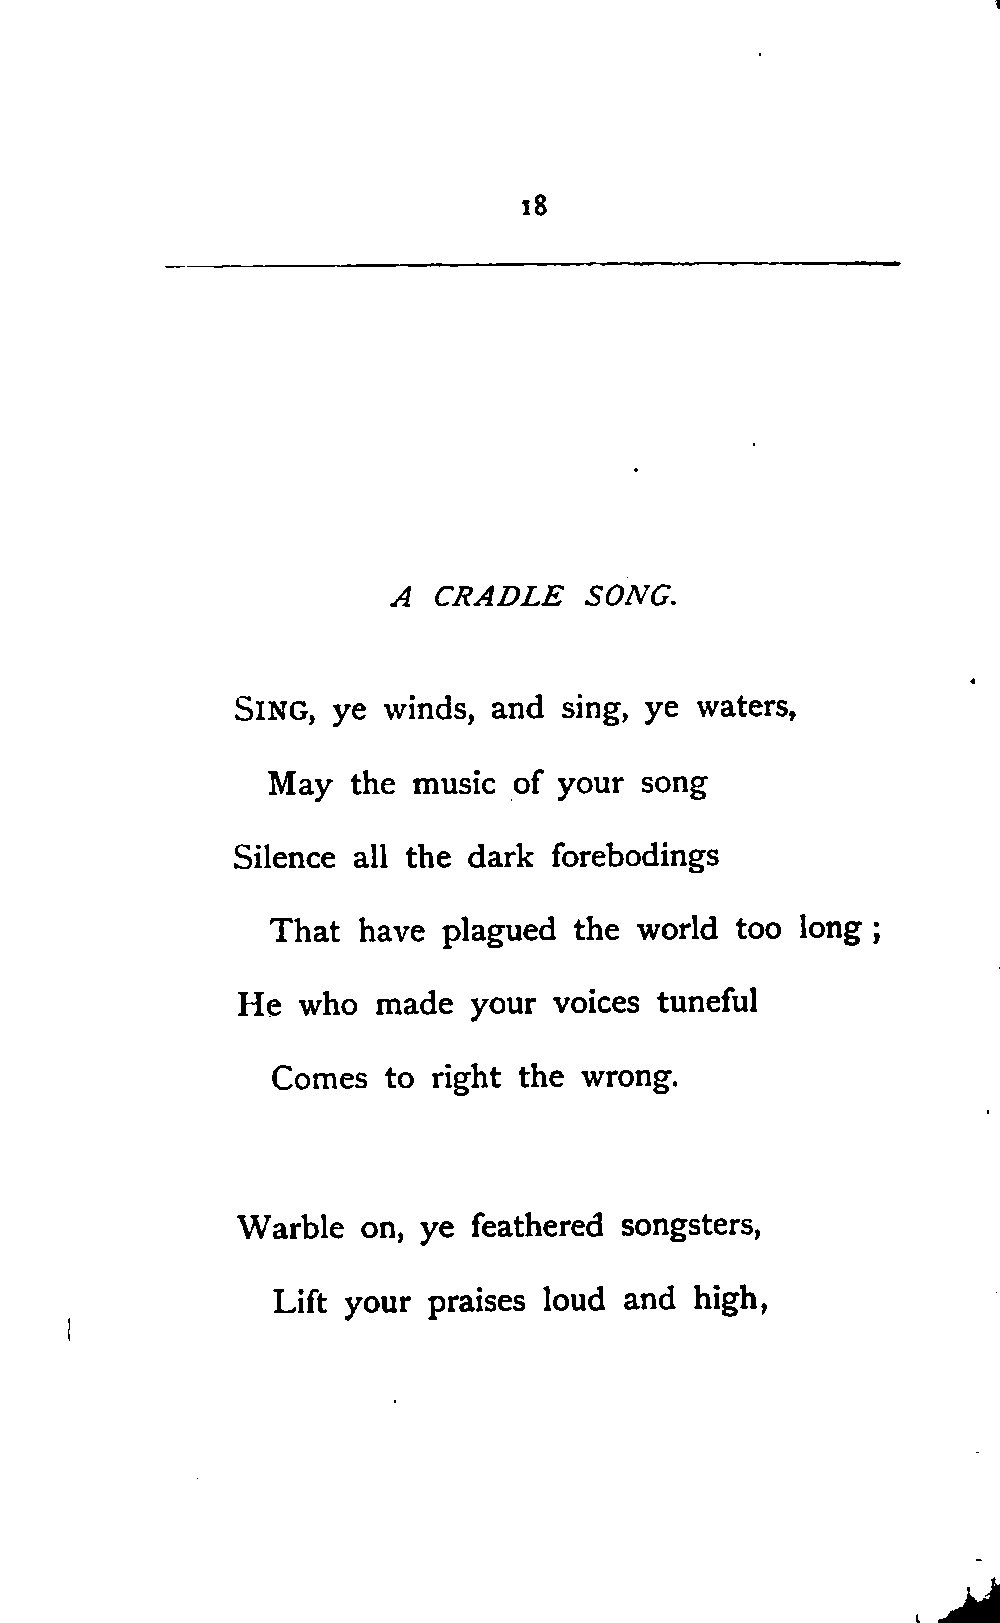 18
A CRADLE SONG.
SING, ye winds, and sing, ye waters,
May the music of your song
Silence all the dark forebodings
That have plagued the world too long ;
He who made your voices tuneful
Comes to right the wrong.
Warble on, ye feathered songsters,
Lift your praises loud and high,